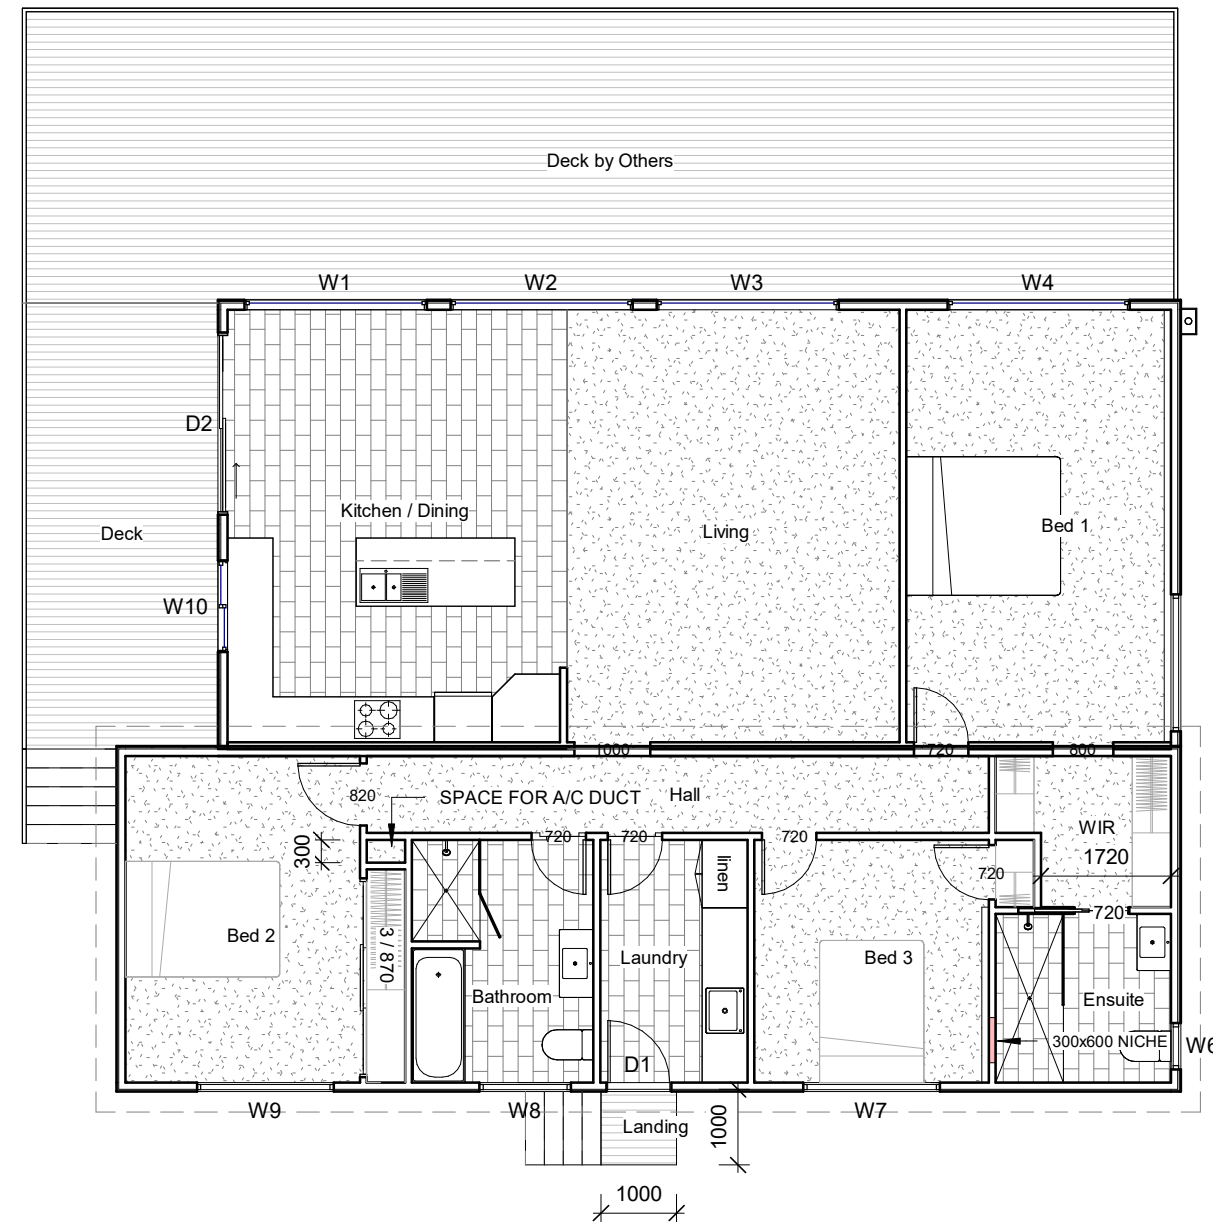 Deck by Others
W1
W2
W3
W4
D2
Kitchen / Dining
Living
Bed 1
Deck
W10
1000
720
800
820
SPACE FOR A/C DUCT
Hall
WIR
1720
300
720
720
720
linen
720
720
3 / 870
Bed 2
Laundry
Bed 3
Bathroom
Ensuite
300x600 NICHE
W6
D1
W9
W8
W7
Landing
1000
1000